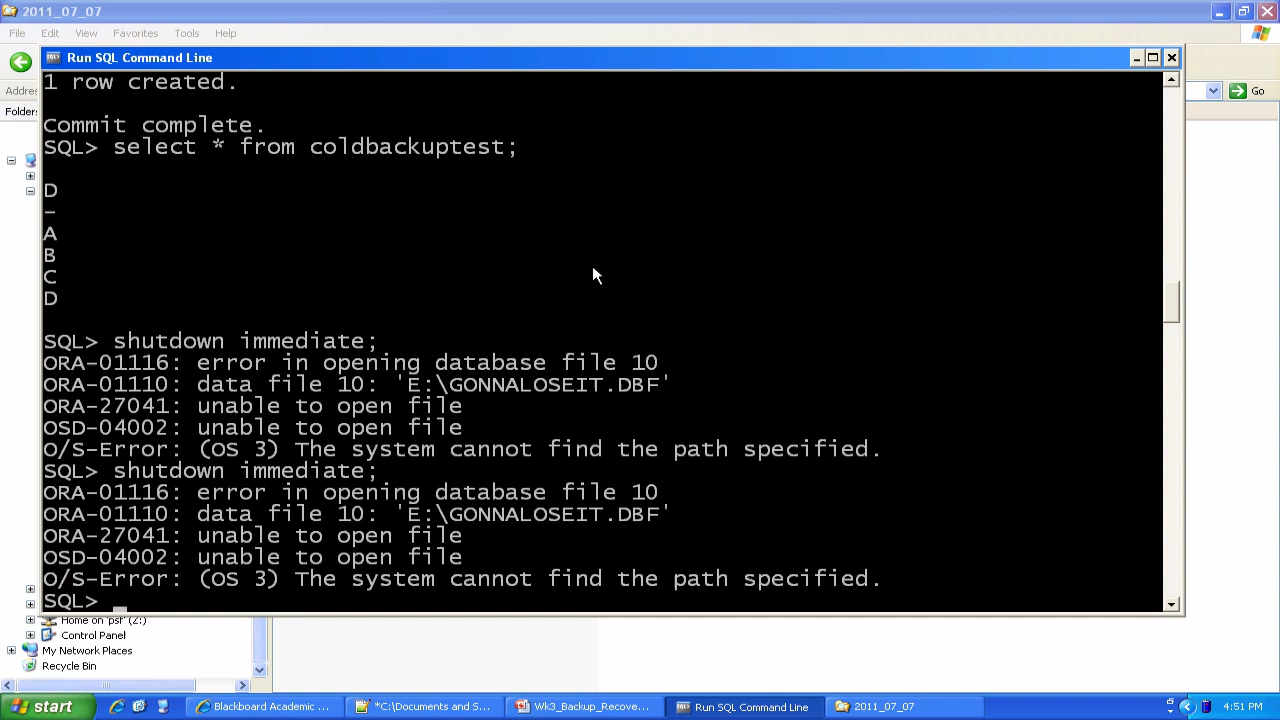 2011_07_07
File Edit View Favorites Tools Help
Run SQL Command Line
Go
Folders
1 row created.
Commit complete.
SQL> select * from coldbackuptest;
D
-
A
B
C
D
SQL> shutdown immediate;
ORA-01116: error in opening database file 10
ORA-01110: data file 10: 'E:\GONNALOSEIT.DBF'
ORA-27041: unable to open file
OSD-04002: unable to open file
O/S-Error: (OS 3) The system cannot find the path specified.
SQL> shutdown immediate;
ORA-01116: error in opening database file 10
ORA-01110: data file 10: 'E:\GONNALOSEIT.DBF'
ORA-27041: unable to open file
OSD-04002: unable to open file
O/S-Error: (OS 3) The system cannot find the path specified.
SQL>
Home on 'psf' (Z:)
Control Panel
My Network Places
Recycle Bin
start
Blackboard Academic ...
*C:\Documents and S...
Wk3_Backup_Recove...
Run SQL Command Line
2011_07_07
4:51 PM